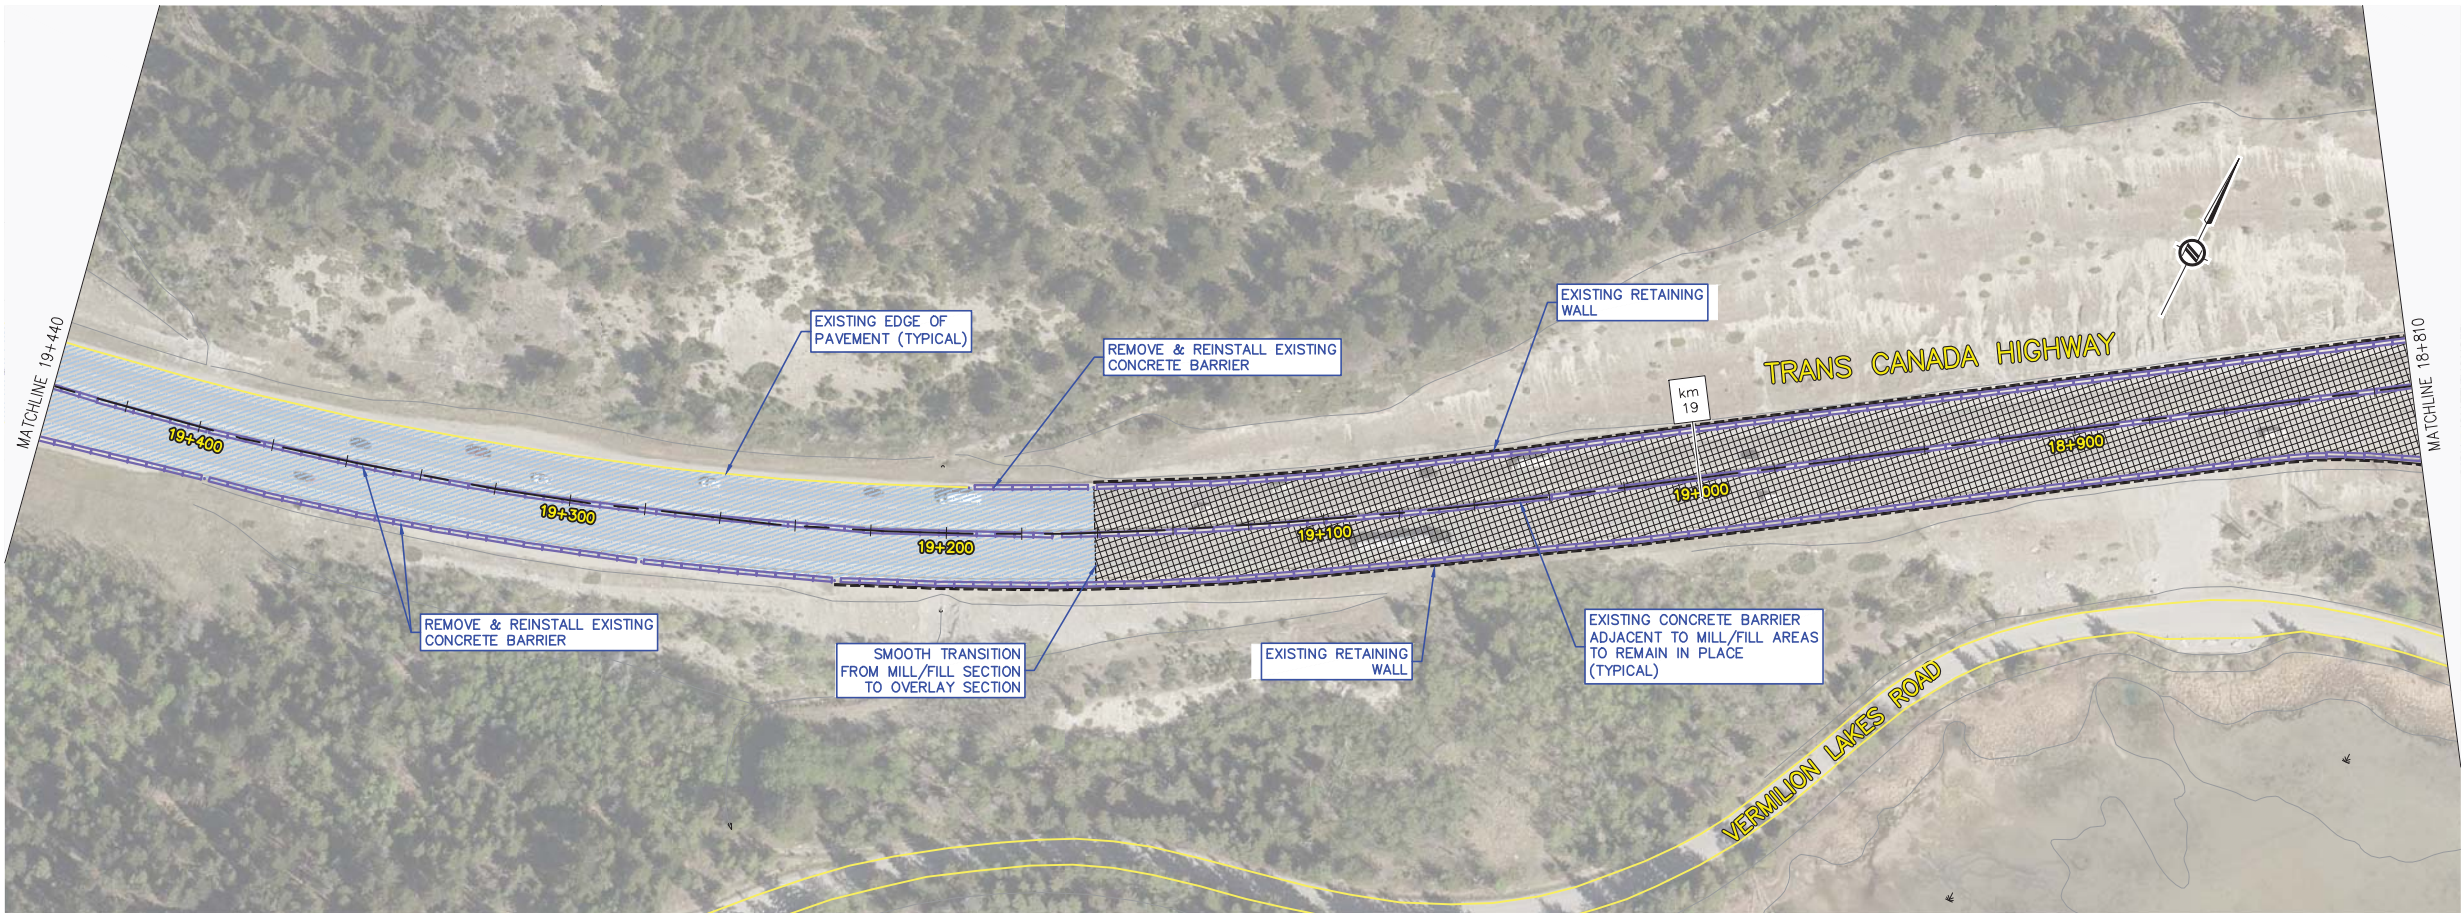 MATCHLINE 19+440
EXISTING EDGE OF
PAVEMENT (TYPICAL)
REMOVE & REINSTALL EXISTING
CONCRETE BARRIER
EXISTING RETAINING
WALL
TRANS CANADA HIGHWAY
km
19
MATCHLINE 18+810
19+400
19+300
19+200
19+100
19+000
18+900
REMOVE & REINSTALL EXISTING
CONCRETE BARRIER
SMOOTH TRANSITION
FROM MILL/FILL SECTION
TO OVERLAY SECTION
EXISTING RETAINING
WALL
EXISTING CONCRETE BARRIER
ADJACENT TO MILL/FILL AREAS
TO REMAIN IN PLACE
(TYPICAL)
VERMILION LAKES ROAD